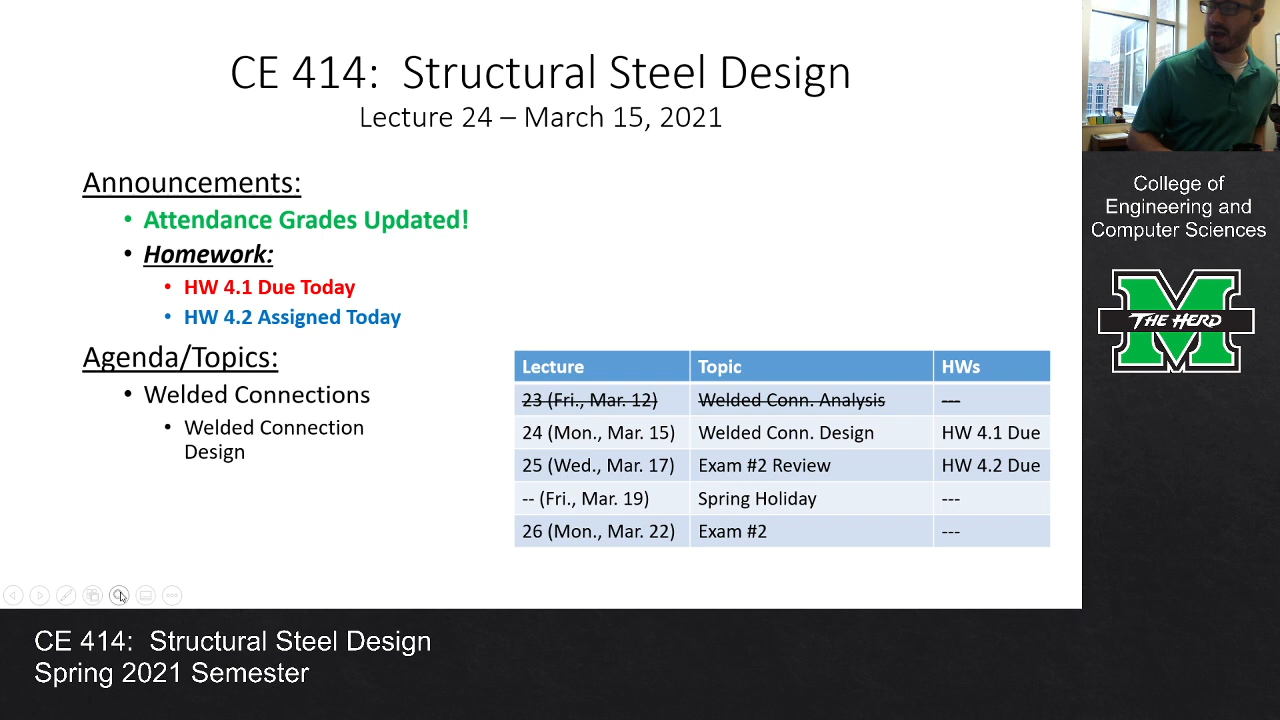 CE 414: Structural Steel Design
Lecture 24 – March 15, 2021
Announcements:
• Attendance Grades Updated!
• Homework:
• HW 4.1 Due Today
• HW 4.2 Assigned Today
Agenda/Topics:
• Welded Connections
• Welded Connection
Design
Lecture Topic HWs
23 (Fri., Mar. 12) Welded Conn. Analysis ---
24 (Mon., Mar. 15) Welded Conn. Design HW 4.1 Due
25 (Wed., Mar. 17) Exam #2 Review HW 4.2 Due
-- (Fri., Mar. 19) Spring Holiday ---
26 (Mon., Mar. 22) Exam #2 ---
College of
Engineering and
Computer Sciences
M
THE HERD
CE 414: Structural Steel Design
Spring 2021 Semester